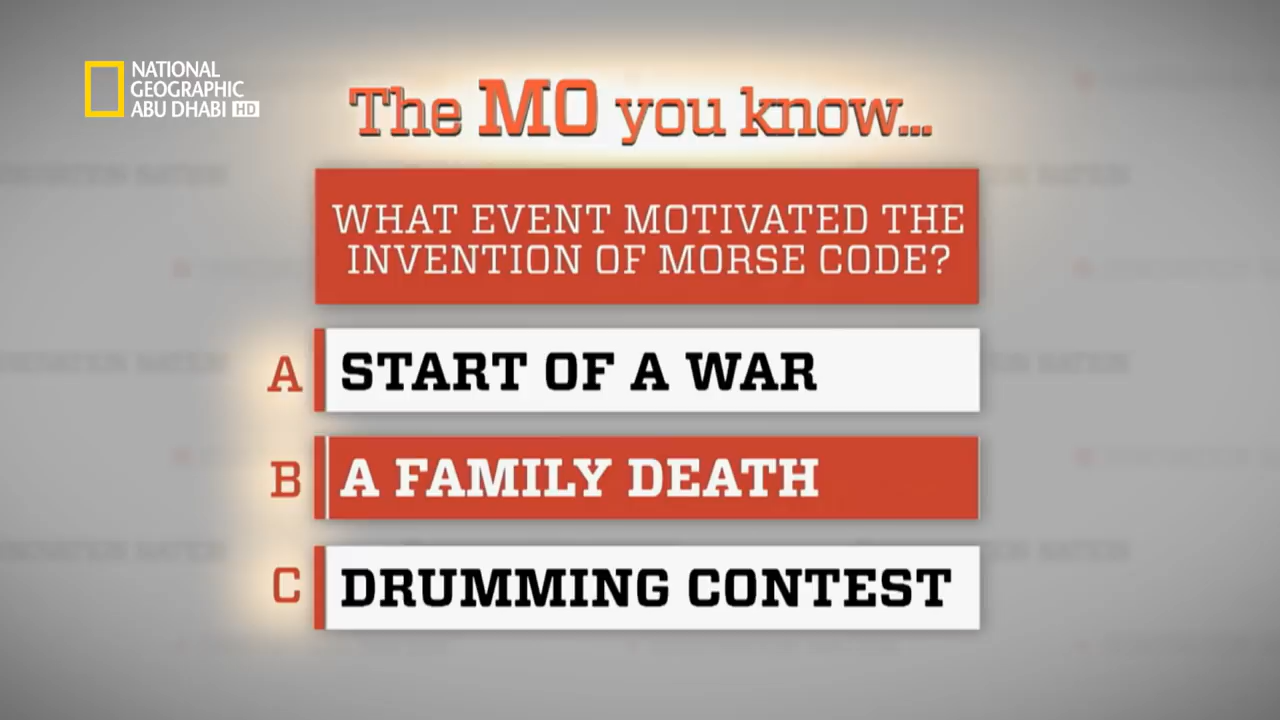 NATIONAL
GEOGRAPHIC
ABU DHABI HD
The MO you know...
WHAT EVENT MOTIVATED THE
INVENTION OF MORSE CODE?
A START OF A WAR
B A FAMILY DEATH
C DRUMMING CONTEST